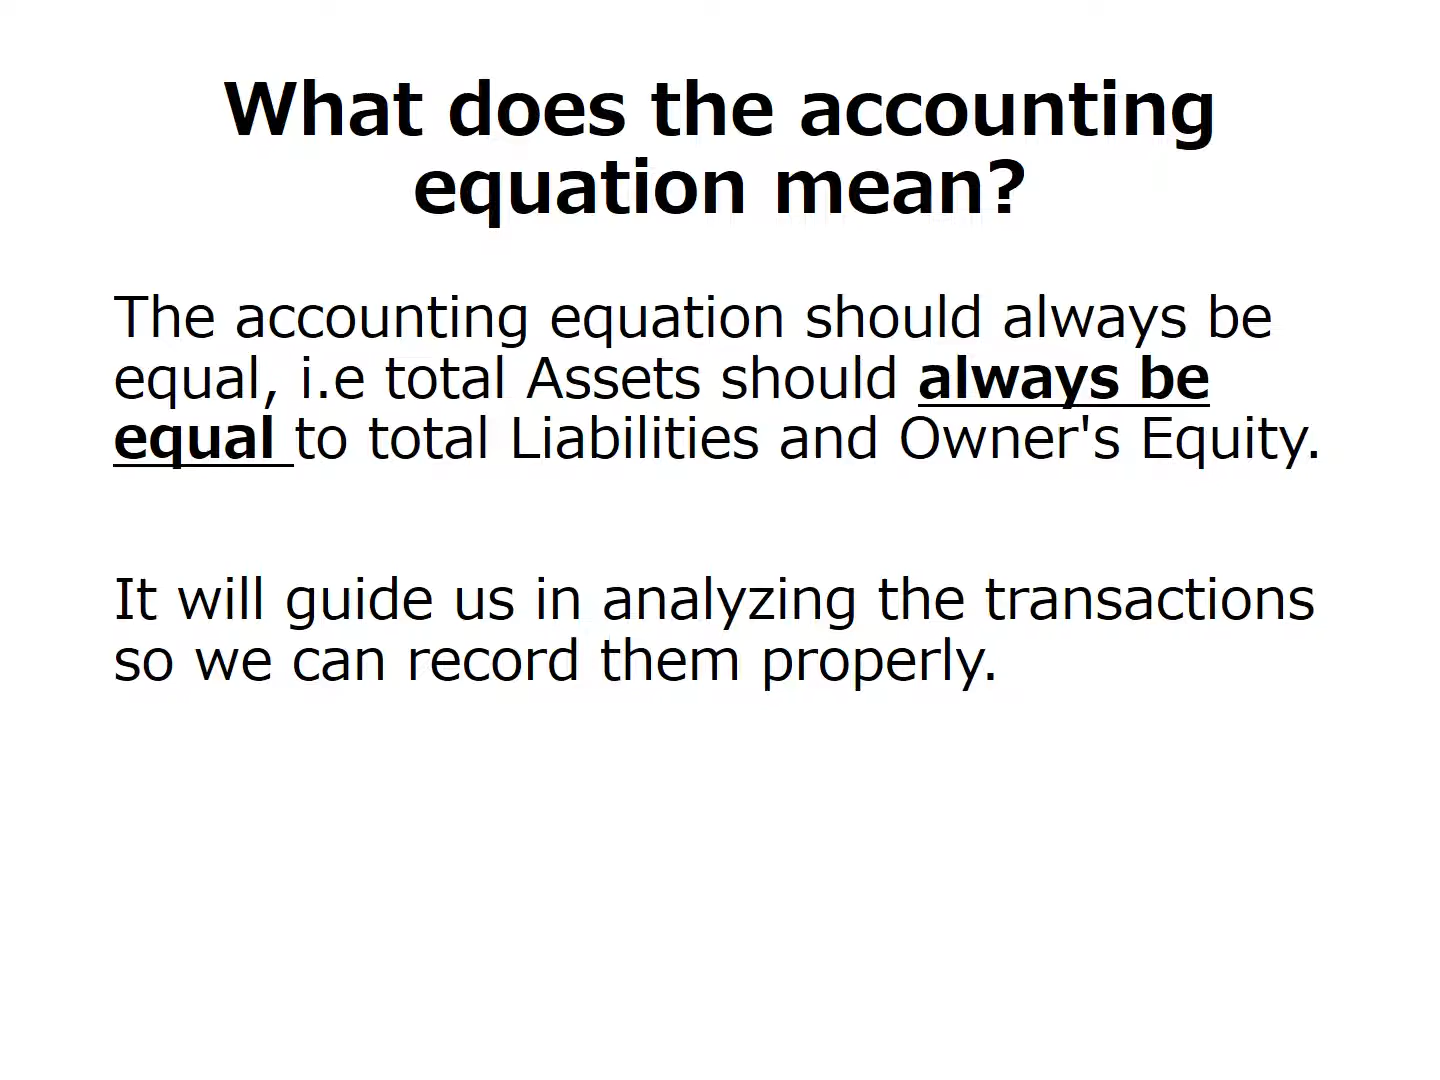 What does the accounting
equation mean?
The accounting equation should always be
equal, i.e total Assets should always be
equal to total Liabilities and Owner's Equity.
It will guide us in analyzing the transactions
so we can record them properly.